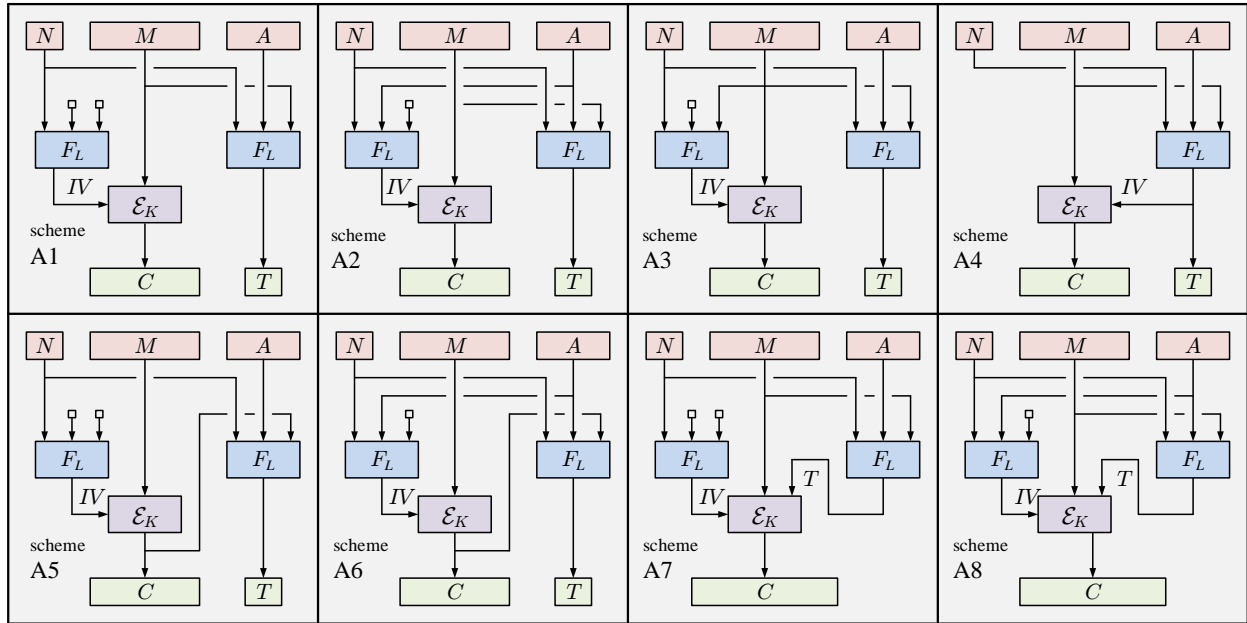 N M A N M A N M A N M A
F_L F_L F_L F_L F_L F_L F_L
IV IV IV IV
ℰ_K ℰ_K ℰ_K ℰ_K
scheme scheme scheme scheme
A1 A2 A3 A4
C T C T C T C T
N M A N M A N M A N M A
F_L F_L F_L F_L F_L F_L F_L F_L
IV IV IV T IV T
ℰ_K ℰ_K ℰ_K ℰ_K
scheme scheme scheme scheme
A5 A6 A7 A8
C T C T C C